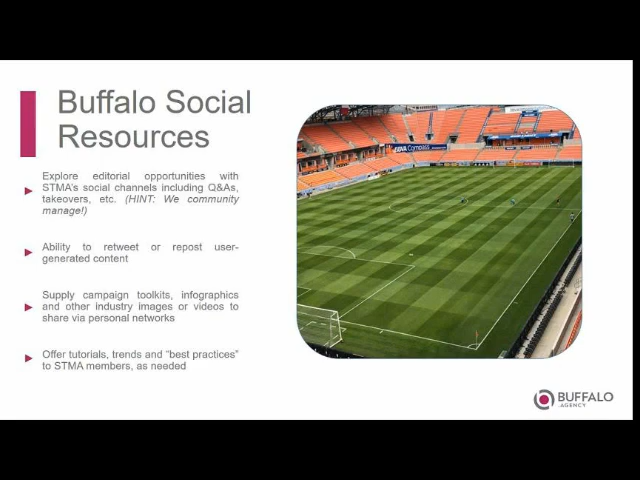 Buffalo Social
Resources
Explore editorial opportunities with
STMA's social channels including Q&As,
takeovers, etc. (HINT: We community
manage!)
Ability to retweet or repost user-
generated content
Supply campaign toolkits, infographics
and other industry images or videos to
share via personal networks
Offer tutorials, trends and “best practices”
to STMA members, as needed
BBVA Compass
BUFFALO
AGENCY